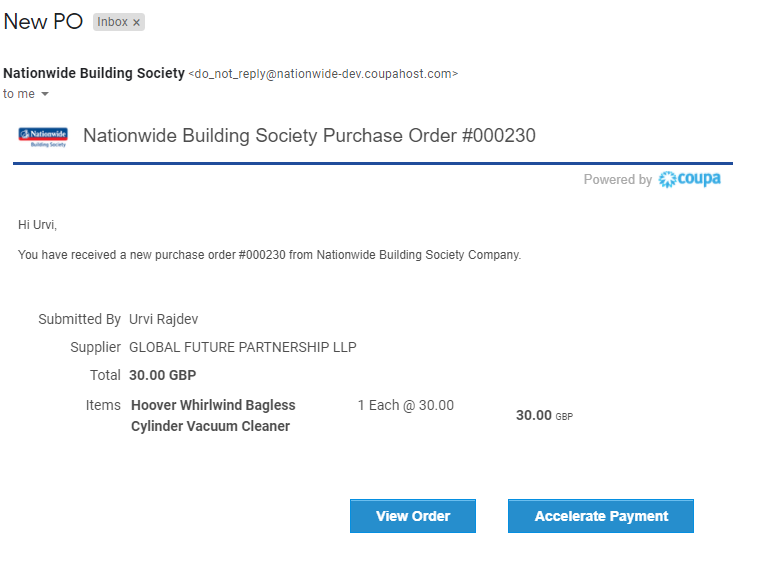 New PO Inbox ×
Nationwide Building Society <do_not_reply@nationwide-dev.coupahost.com>
to me
Nationwide
Building Society
Nationwide Building Society Purchase Order #000230
Powered by coupa
Hi Urvi,
You have received a new purchase order #000230 from Nationwide Building Society Company.
Submitted By Urvi Rajdev
Supplier GLOBAL FUTURE PARTNERSHIP LLP
Total 30.00 GBP
Items Hoover Whirlwind Bagless 1 Each @ 30.00
30.00 GBP
Cylinder Vacuum Cleaner
View Order Accelerate Payment